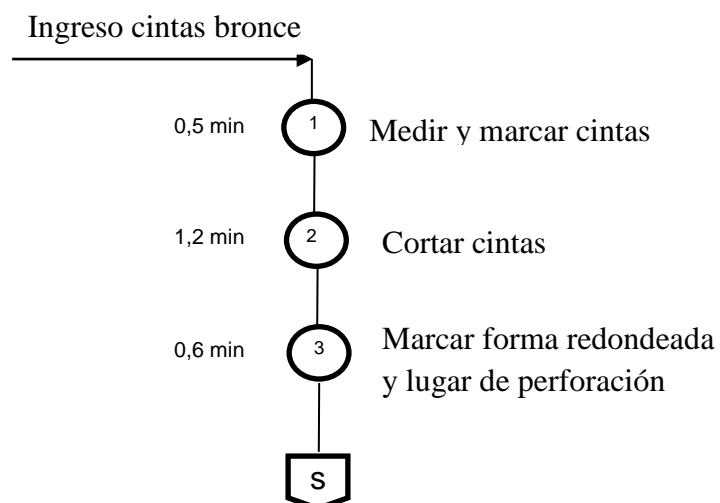 Ingreso cintas bronce
0,5 min 1 Medir y marcar cintas
1,2 min 2 Cortar cintas
0,6 min 3 Marcar forma redondeada
y lugar de perforación
S